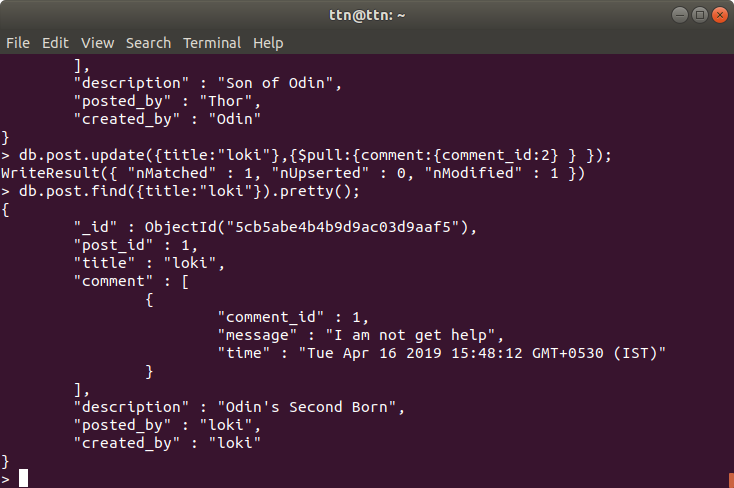 ttn@ttn: ~
File Edit View Search Terminal Help
],
"description" : "Son of Odin",
"posted_by" : "Thor",
"created_by" : "Odin"
}
> db.post.update({title:"loki"},{$pull:{comment:{comment_id:2} } });
WriteResult({ "nMatched" : 1, "nUpserted" : 0, "nModified" : 1 })
> db.post.find({title:"loki"}).pretty();
{
"_id" : ObjectId("5cb5abe4b4b9d9ac03d9aaf5"),
"post_id" : 1,
"title" : "loki",
"comment" : [
{
"comment_id" : 1,
"message" : "I am not get help",
"time" : "Tue Apr 16 2019 15:48:12 GMT+0530 (IST)"
}
],
"description" : "Odin's Second Born",
"posted_by" : "loki",
"created_by" : "loki"
}
>